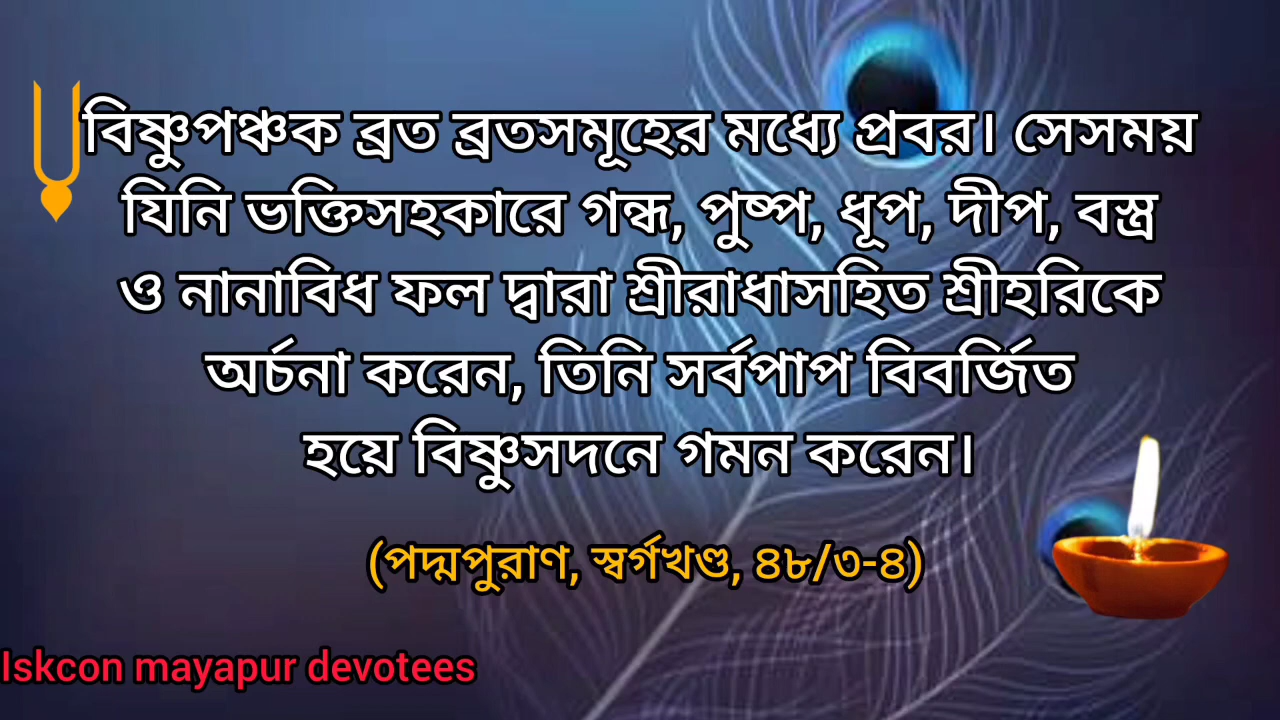 বিষ্ণুপঞ্চক ব্রত ব্রতসমূহের মধ্যে প্রবর। সেসময়
যিনি ভক্তিসহকারে গন্ধ, পুষ্প, ধূপ, দীপ, বস্ত্র
ও নানাবিধ ফল দ্বারা শ্রীরাধাসহিত শ্রীহরিকে
অর্চনা করেন, তিনি সর্বপাপ বিবর্জিত
হয়ে বিষ্ণুসদনে গমন করেন।
(পদ্মপুরাণ, স্বর্গখণ্ড, ৪৮/৩-৪)
Iskcon mayapur devotees